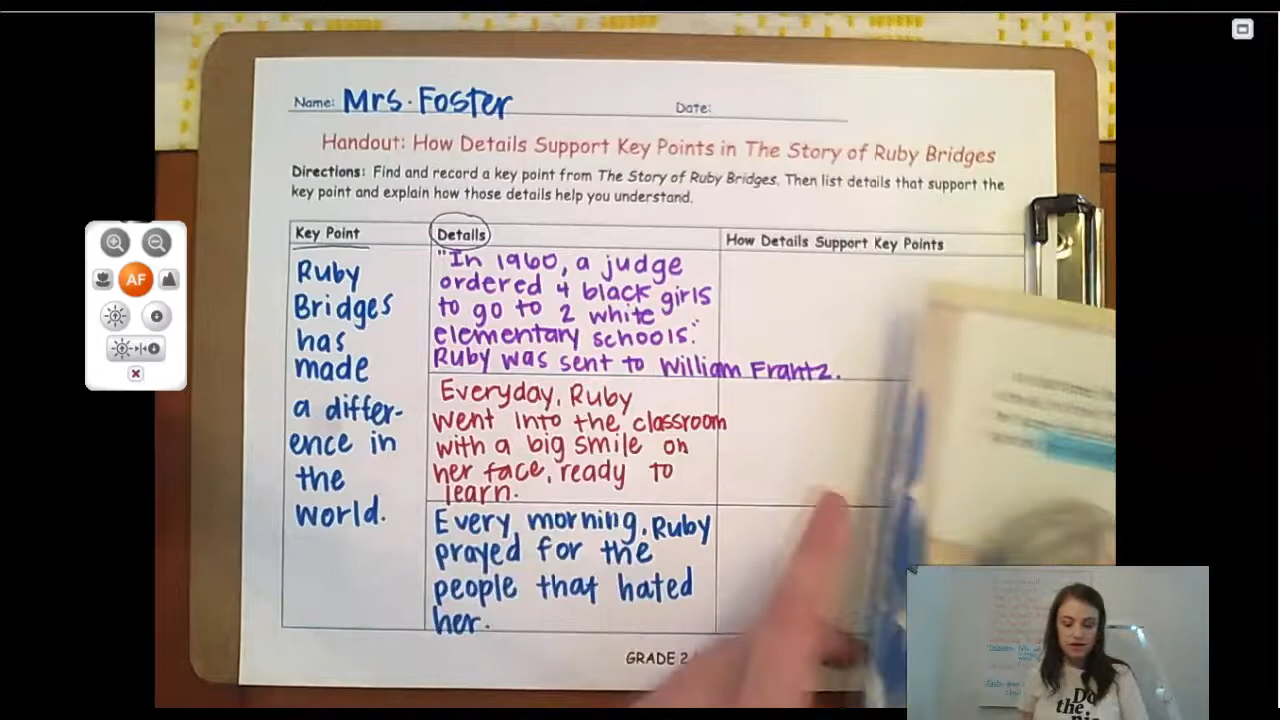 Name: Mrs. Foster Date:
Handout: How Details Support Key Points in The Story of Ruby Bridges
Directions: Find and record a key point from The Story of Ruby Bridges. Then list details that support the
key point and explain how those details help you understand.
Key Point
Details
How Details Support Key Points
Ruby
Bridges
has
made
a differ-
ence in
the
world.
"In 1960, a judge
ordered 4 black girls
to go to 2 white
elementary schools."
Ruby was sent to William Frantz.
Everyday, Ruby
went into the classroom
with a big smile on
her face, ready to
learn.
Every morning, Ruby
prayed for the
people that hated
her.
GRADE 2
AF
Do
the